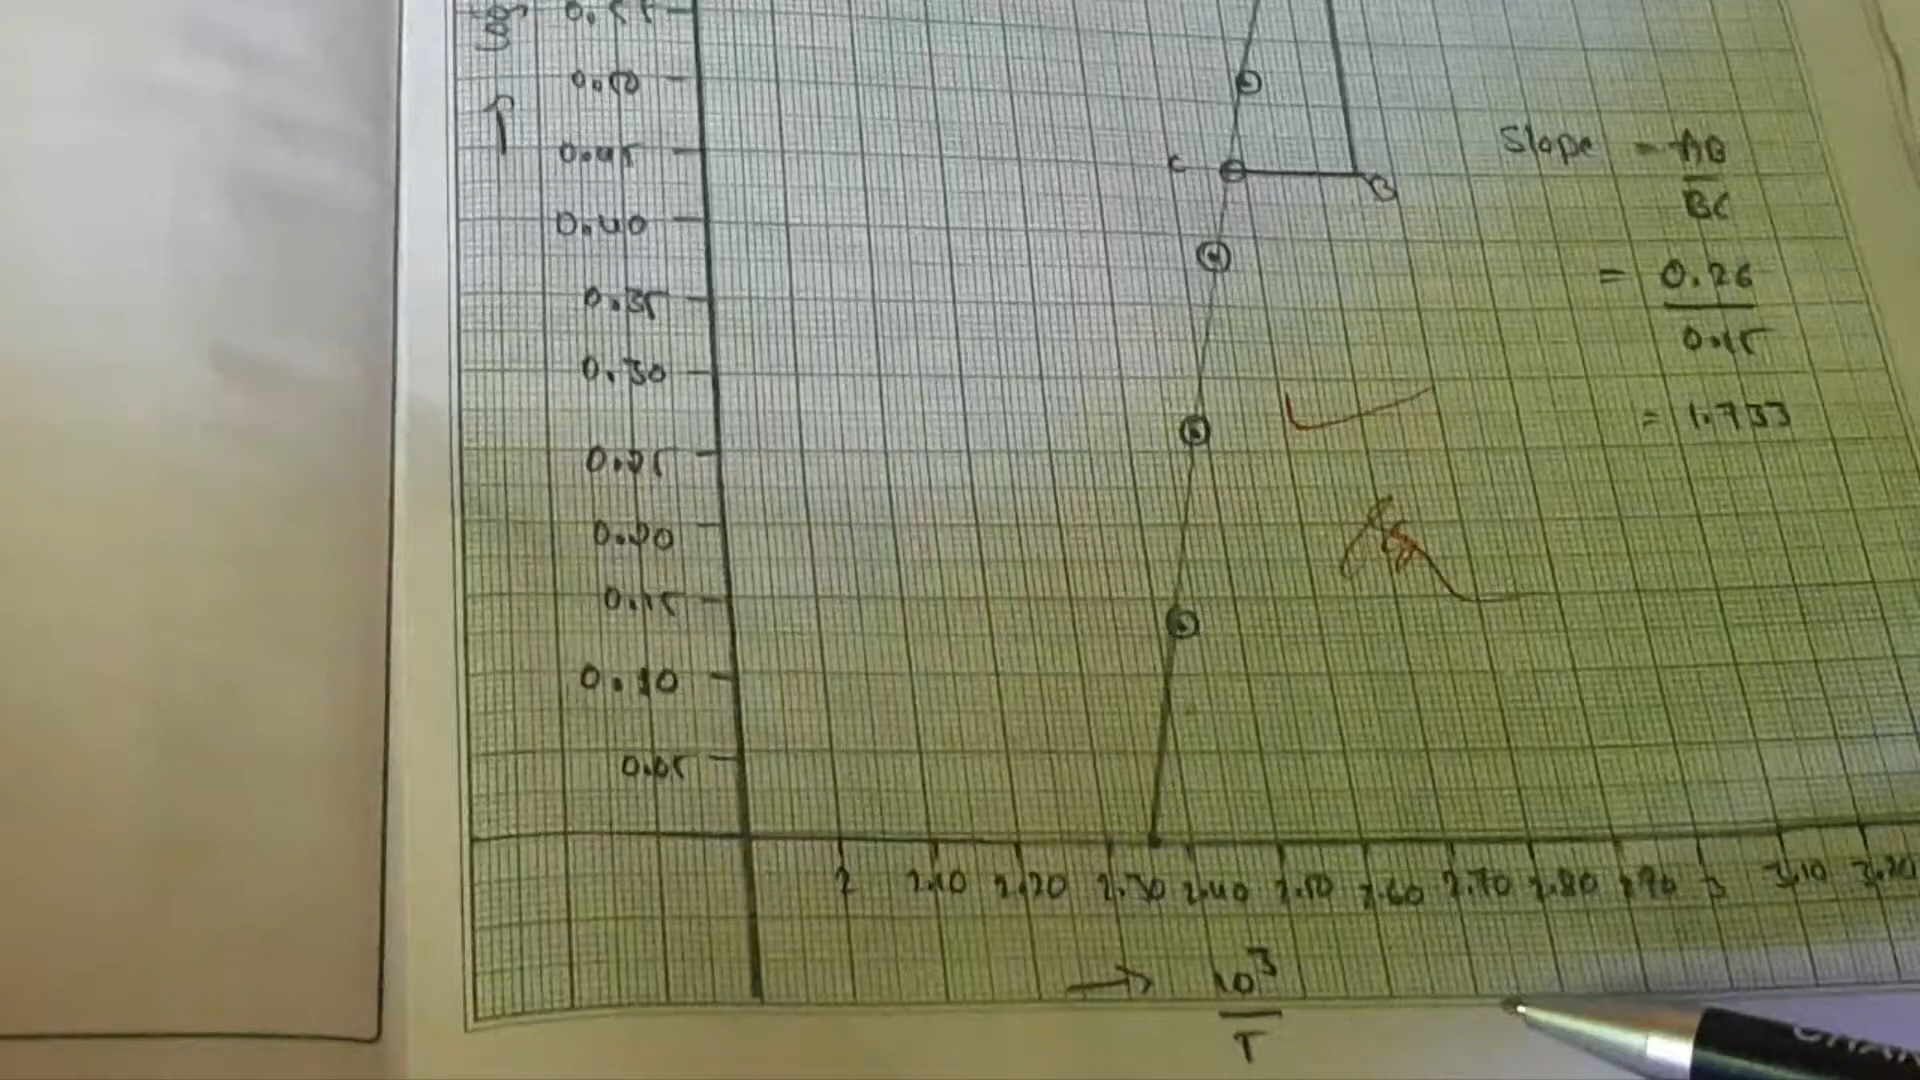 0.55
0.50
0.45
C
B
0.40
0.35
0.30
0.25
0.20
0.15
0.10
0.05
Slope = AB
BC
= 0.26
0.15
= 1.733
2 2.10 2.20 2.30 2.40 2.50 2.60 2.70 2.80 2.90 3 3.10 3.20
→ 10³
T